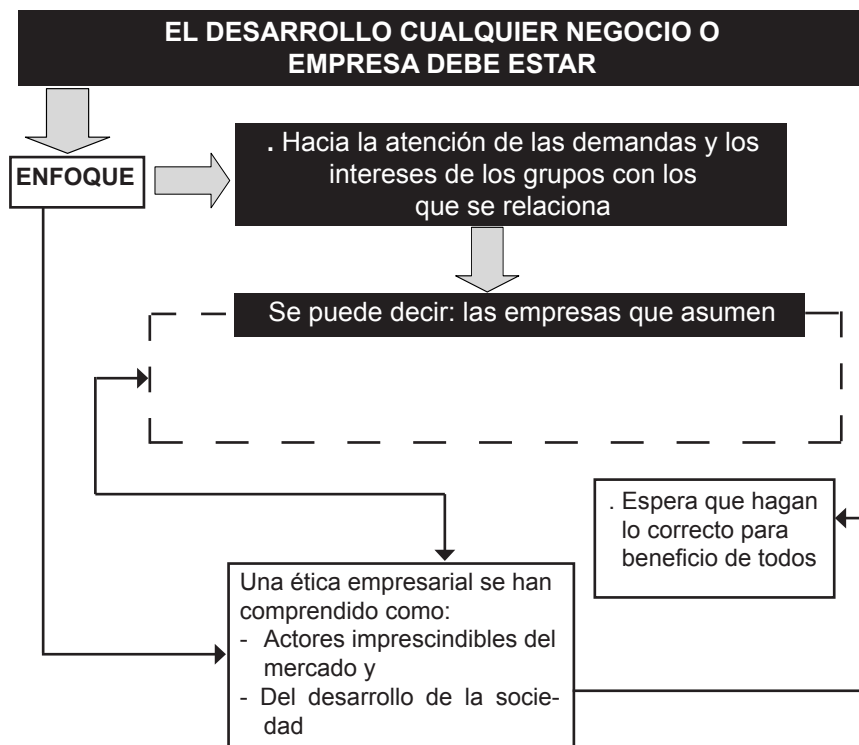 EL DESARROLLO CUALQUIER NEGOCIO O
EMPRESA DEBE ESTAR
ENFOQUE
. Hacia la atención de las demandas y los
intereses de los grupos con los
que se relaciona
Se puede decir: las empresas que asumen
. Espera que hagan
lo correcto para
beneficio de todos
Una ética empresarial se han
comprendido como:
- Actores imprescindibles del
mercado y
- Del desarrollo de la socie-
dad